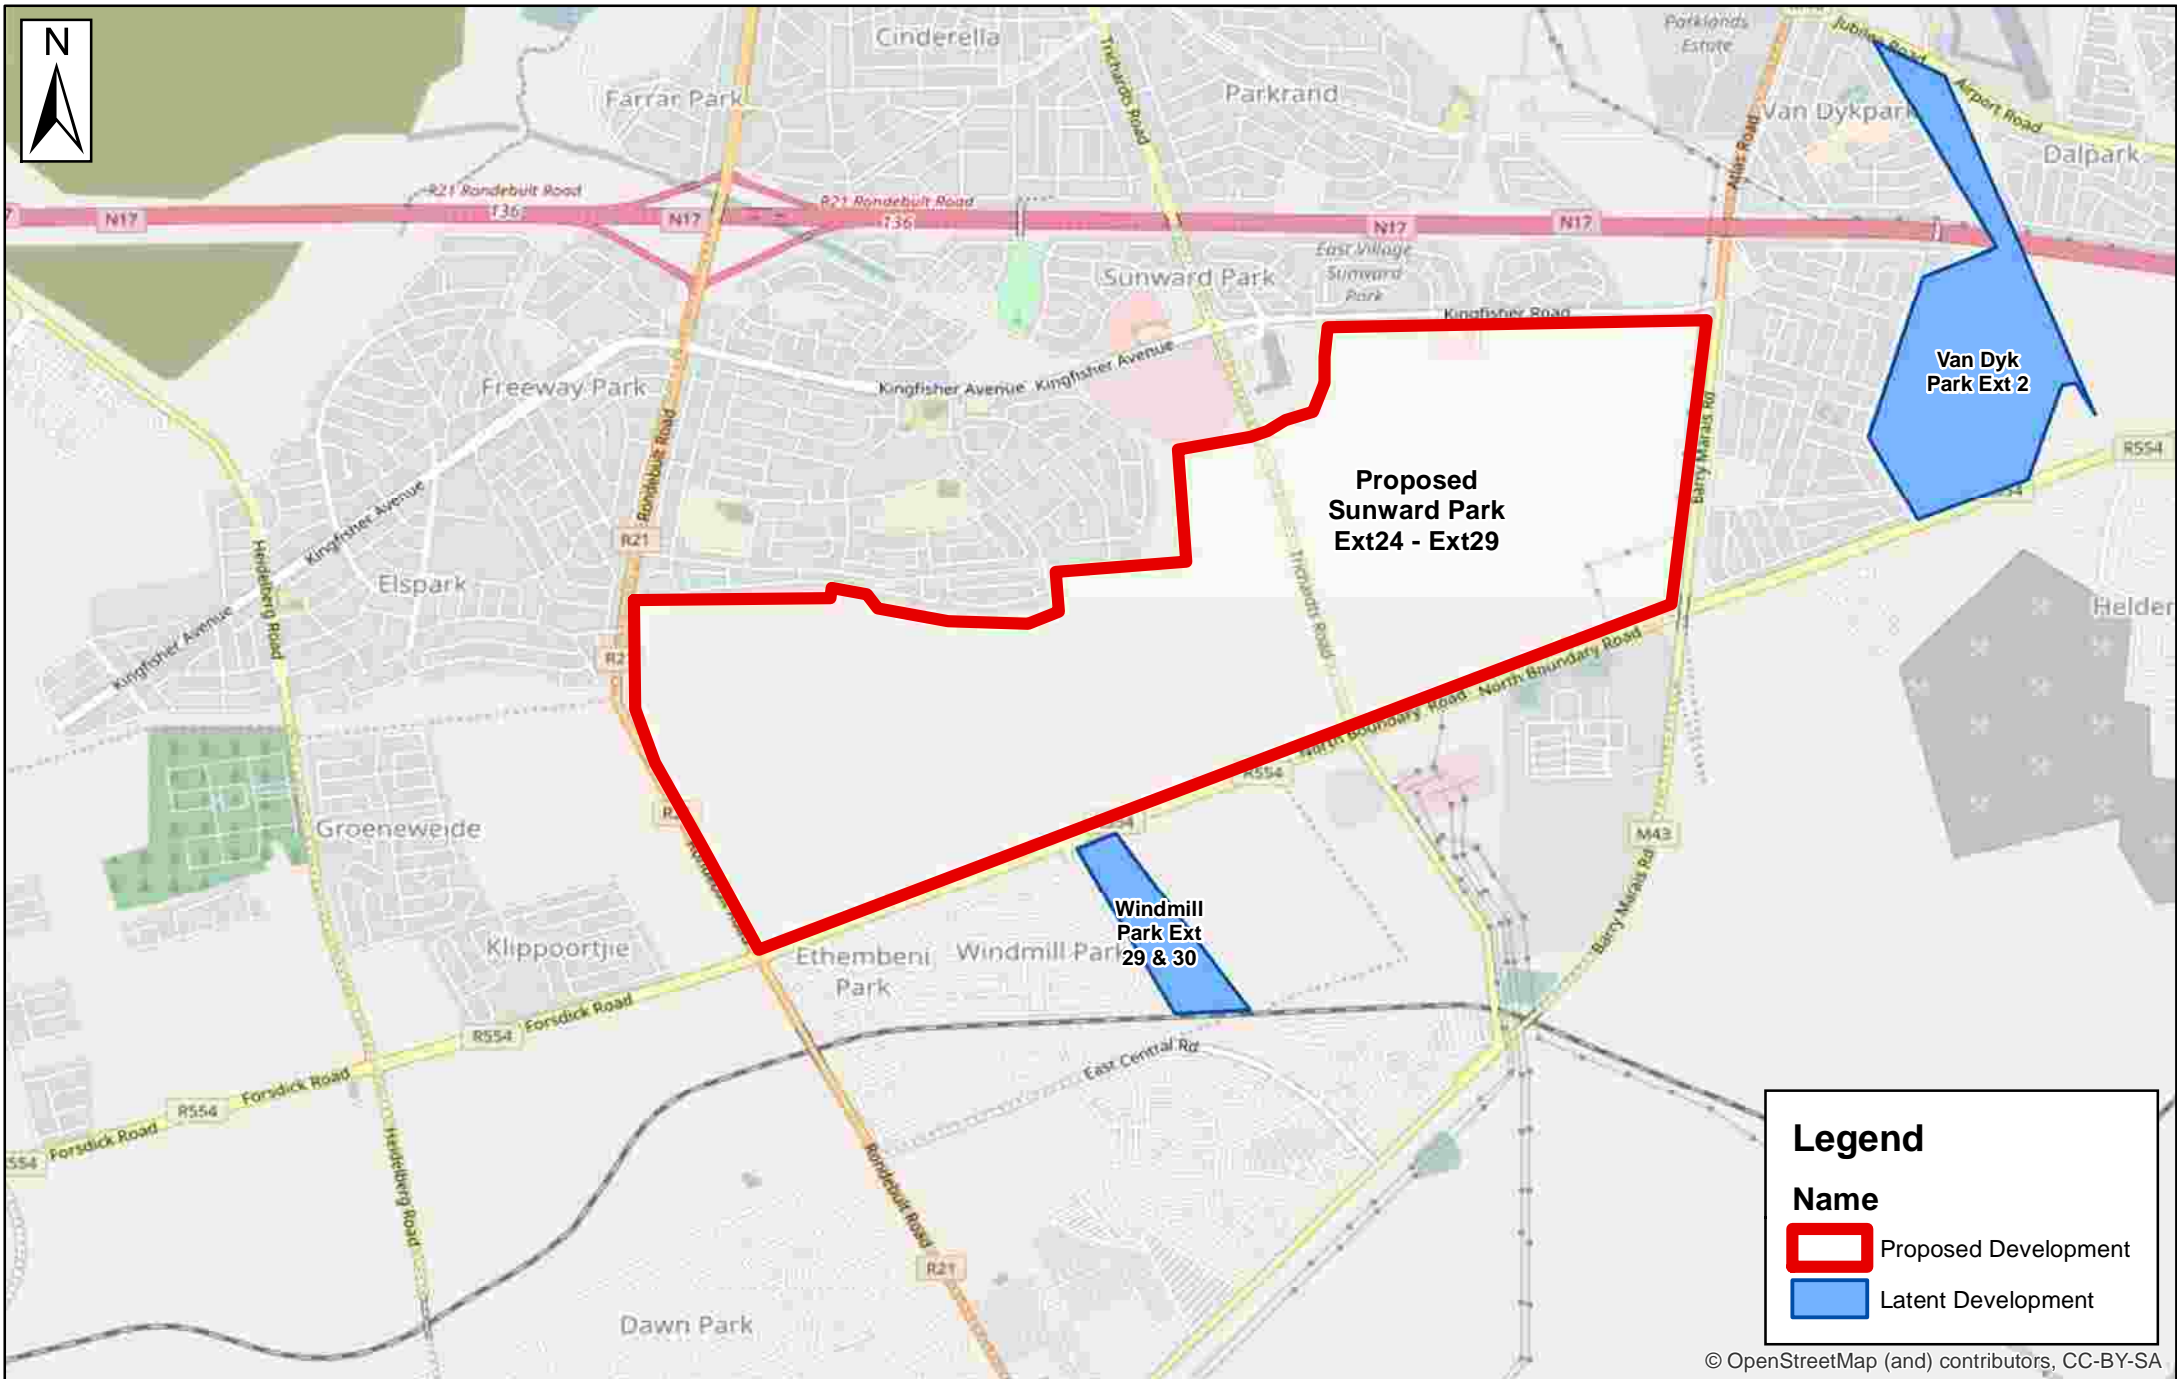 N
Cinderella
Parklands
Estate
Jubilee Road
Farrar Park
Trichardo Road
Parkrand
Van Dykpark
Airport Road
Dalpark
Atlas Road
R21 Rondebult Road
136
R21 Rondebult Road
136
N17
N17
N17
N17
Sunward Park
East Village
Sunward
Park
Kingfisher Road
Freeway Park
Kingfisher Avenue
Kingfisher Avenue
Van Dyk
Park Ext 2
Rondebult Road
Barry Marais Rd
R554
Proposed
Sunward Park
Ext24 - Ext29
Kingfisher Avenue
R21
Heidelberg Road
Elspark
Trichardts Road
Helder
Kingfisher Avenue
R2
North Boundary Road
North Boundary Road
R554
Groeneweide
M43
Windmill
Park Ext
29 & 30
Klippoortjie
Ethembeni
Park
Windmill Park
Barry Marais Rd
R554
Forsdick Road
East Central Rd
R554
Forsdick Road
554
Forsdick Road
Heidelberg Road
Rondebult Road
R21
Dawn Park
Legend
Name
Proposed Development
Latent Development
© OpenStreetMap (and) contributors, CC-BY-SA